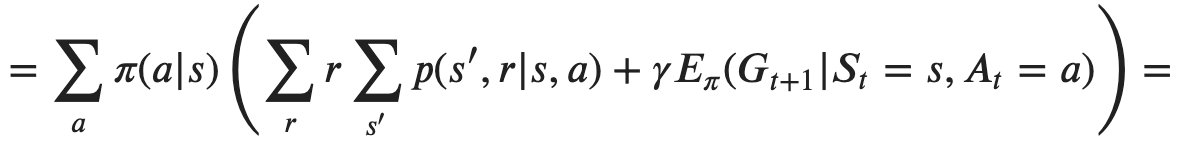 = ∑_a π(a|s) ( ∑_r r ∑_{s′} p(s′, r|s, a) + γE_π(G_{t+1}|S_t = s, A_t = a) ) =